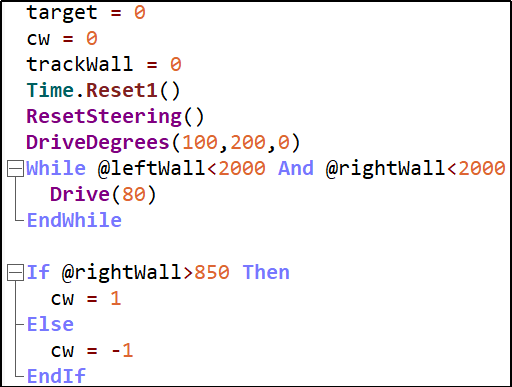 target = 0
cw = 0
trackWall = 0
Time.Reset1()
ResetSteering()
DriveDegrees(100,200,0)
While @leftWall<2000 And @rightWall<2000
  Drive(80)
EndWhile

If @rightWall>850 Then
  cw = 1
Else
  cw = -1
EndIf